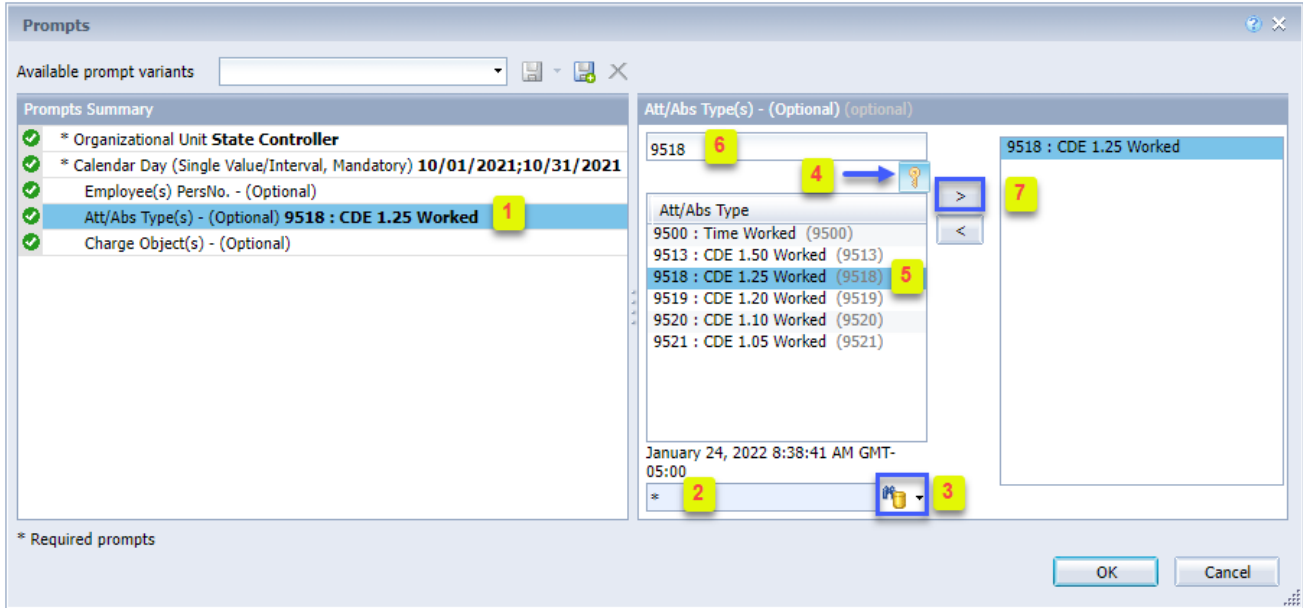 Prompts
Available prompt variants
Prompts Summary
* Organizational Unit State Controller
* Calendar Day (Single Value/Interval, Mandatory) 10/01/2021;10/31/2021
Employee(s) PersNo. - (Optional)
Att/Abs Type(s) - (Optional) 9518 : CDE 1.25 Worked
1
Charge Object(s) - (Optional)
Att/Abs Type(s) - (Optional) (optional)
9518
6
4
Att/Abs Type
9500 : Time Worked (9500)
9513 : CDE 1.50 Worked (9513)
9518 : CDE 1.25 Worked (9518)
5
9519 : CDE 1.20 Worked (9519)
9520 : CDE 1.10 Worked (9520)
9521 : CDE 1.05 Worked (9521)
January 24, 2022 8:38:41 AM GMT-
05:00
*
2
3
>
7
<
9518 : CDE 1.25 Worked
* Required prompts
OK
Cancel